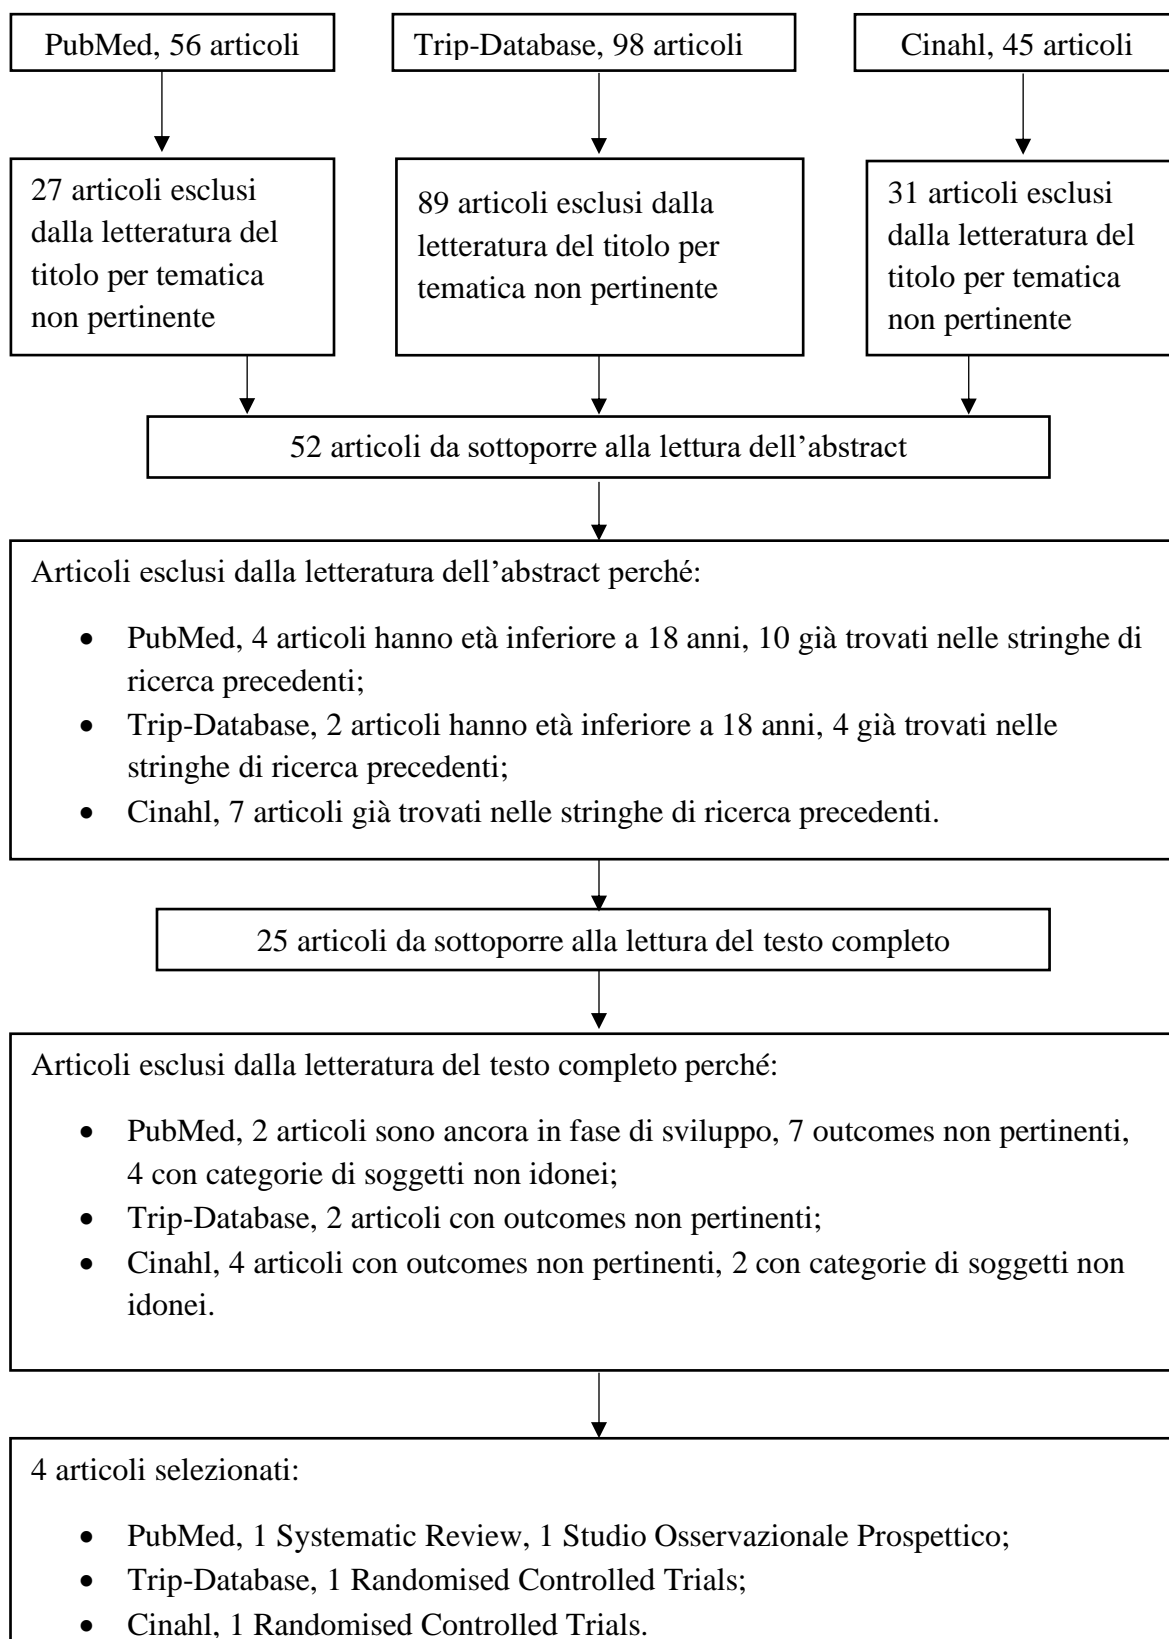 PubMed, 56 articoli
Trip-Database, 98 articoli
Cinahl, 45 articoli
27 articoli esclusi
dalla letteratura del
titolo per tematica
non pertinente
89 articoli esclusi dalla
letteratura del titolo per
tematica non pertinente
31 articoli esclusi
dalla letteratura del
titolo per tematica
non pertinente
52 articoli da sottoporre alla lettura dell’abstract
Articoli esclusi dalla letteratura dell’abstract perché:
• PubMed, 4 articoli hanno età inferiore a 18 anni, 10 già trovati nelle stringhe di
ricerca precedenti;
• Trip-Database, 2 articoli hanno età inferiore a 18 anni, 4 già trovati nelle
stringhe di ricerca precedenti;
• Cinahl, 7 articoli già trovati nelle stringhe di ricerca precedenti.
25 articoli da sottoporre alla lettura del testo completo
Articoli esclusi dalla letteratura del testo completo perché:
• PubMed, 2 articoli sono ancora in fase di sviluppo, 7 outcomes non pertinenti,
4 con categorie di soggetti non idonei;
• Trip-Database, 2 articoli con outcomes non pertinenti;
• Cinahl, 4 articoli con outcomes non pertinenti, 2 con categorie di soggetti non
idonei.
4 articoli selezionati:
• PubMed, 1 Systematic Review, 1 Studio Osservazionale Prospettico;
• Trip-Database, 1 Randomised Controlled Trials;
• Cinahl, 1 Randomised Controlled Trials.